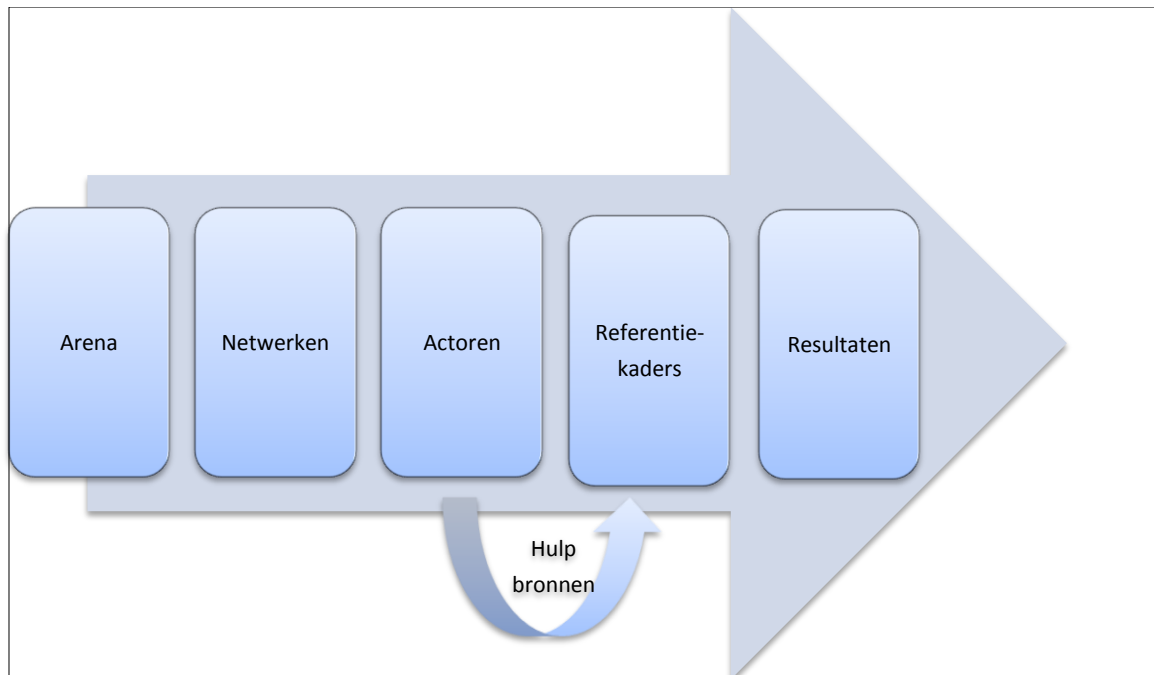 Arena
Netwerken
Actoren
Referentie-
kaders
Resultaten
Hulp
bronnen